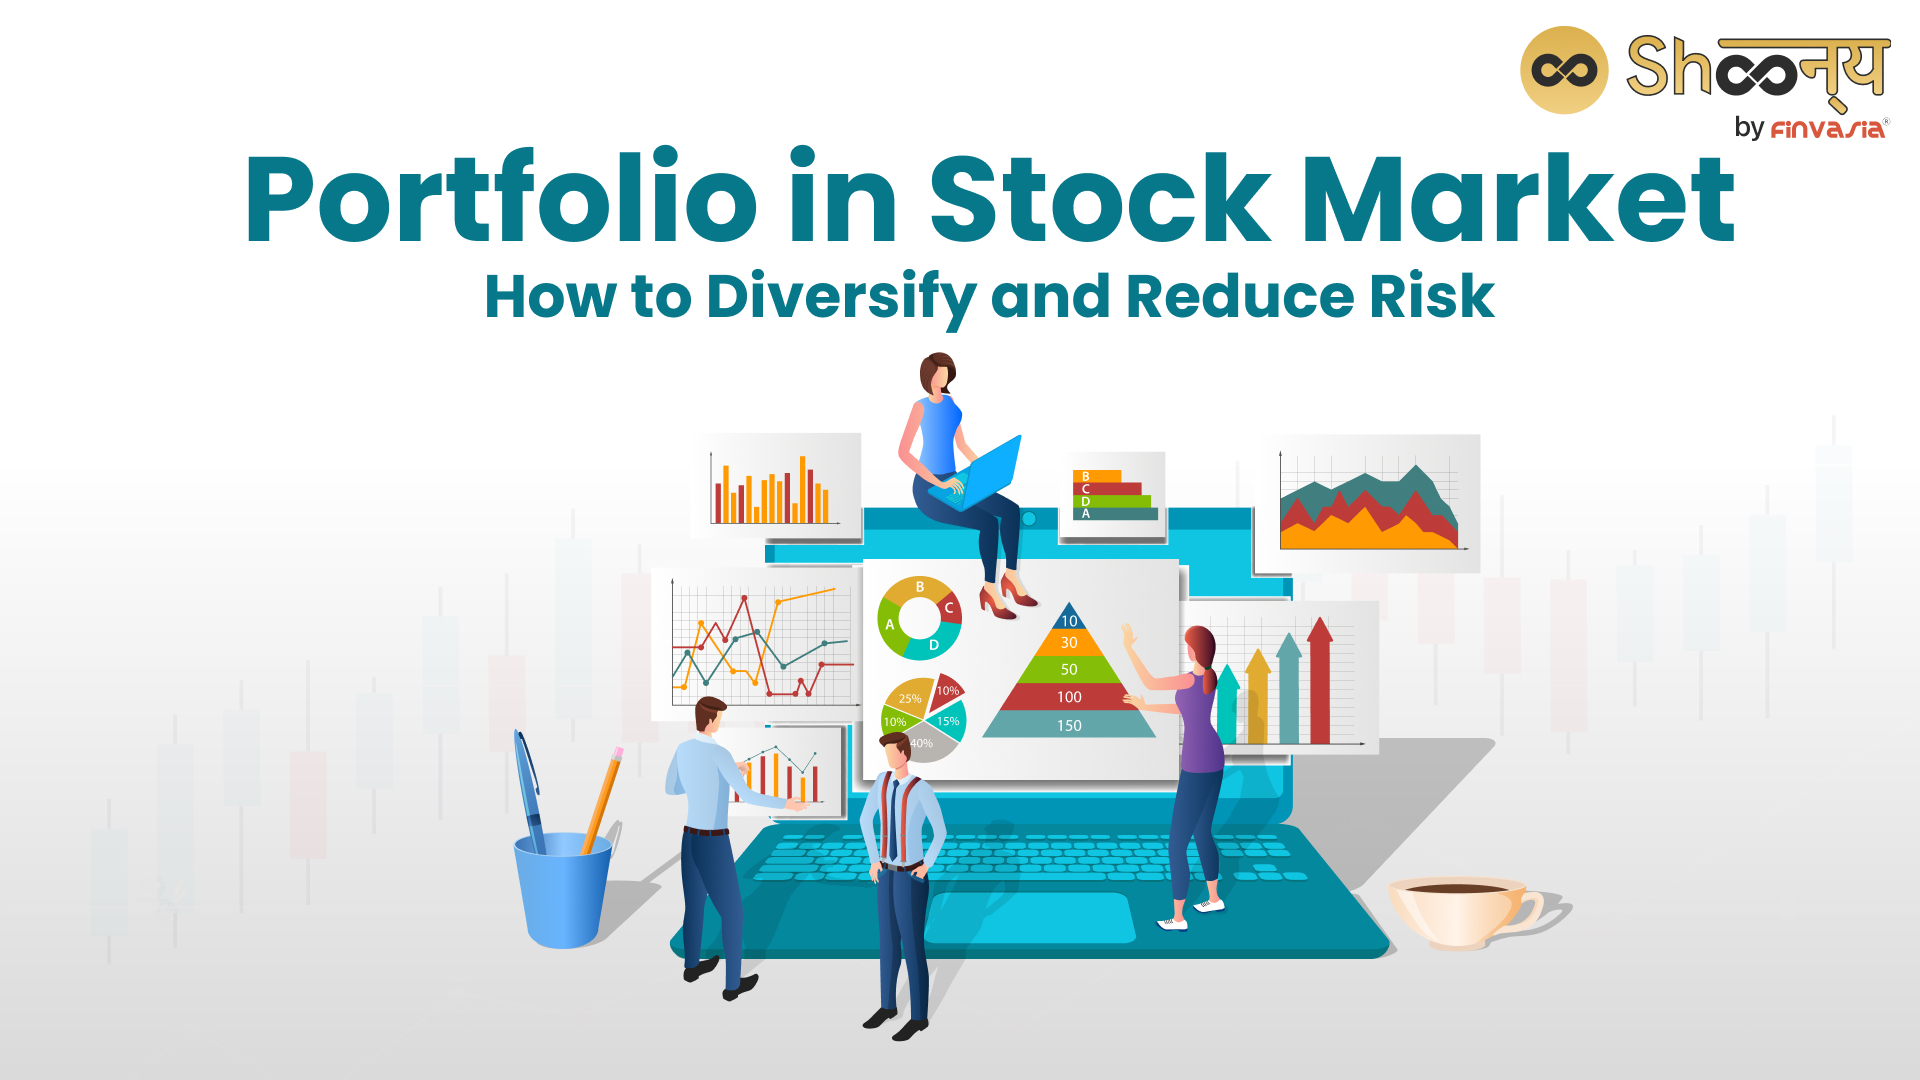 Shoonय
by Finvasia®
Portfolio in Stock Market
How to Diversify and Reduce Risk
B
C
D
A
B
C
A
D
10
30
50
100
150
25%
10%
10%
15%
40%